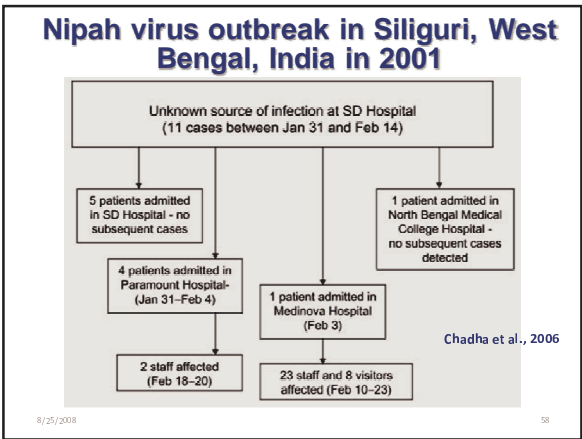 Nipah virus outbreak in Siliguri, West
Bengal, India in 2001
Unknown source of infection at SD Hospital
(11 cases between Jan 31 and Feb 14)
5 patients admitted
in SD Hospital - no
subsequent cases
1 patient admitted in
North Bengal Medical
College Hospital -
no subsequent cases
detected
4 patients admitted in
Paramount Hospital-
(Jan 31–Feb 4)
1 patient admitted in
Medinova Hospital
(Feb 3)
Chadha et al., 2006
2 staff affected
(Feb 18–20)
23 staff and 8 visitors
affected (Feb 10–23)
8/25/2008
58